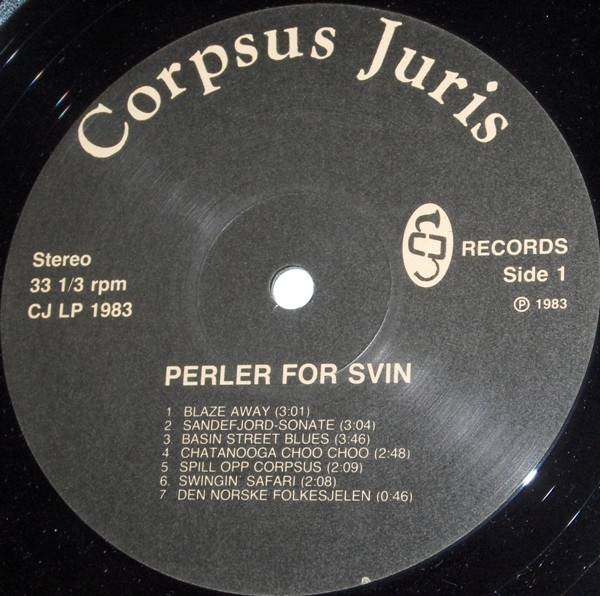 Corpsus Juris
Stereo
33 1/3 rpm
CJ LP 1983
RECORDS
Side 1
Ⓟ 1983
PERLER FOR SVIN
1 BLAZE AWAY (3:01)
2 SANDEFJORD-SONATE (3:04)
3 BASIN STREET BLUES (3:46)
4 CHATANOOGA CHOO CHOO (2:48)
5 SPILL OPP CORPSUS (2:09)
6. SWINGIN' SAFARI (2:08)
7 DEN NORSKE FOLKESJELEN (0:46)